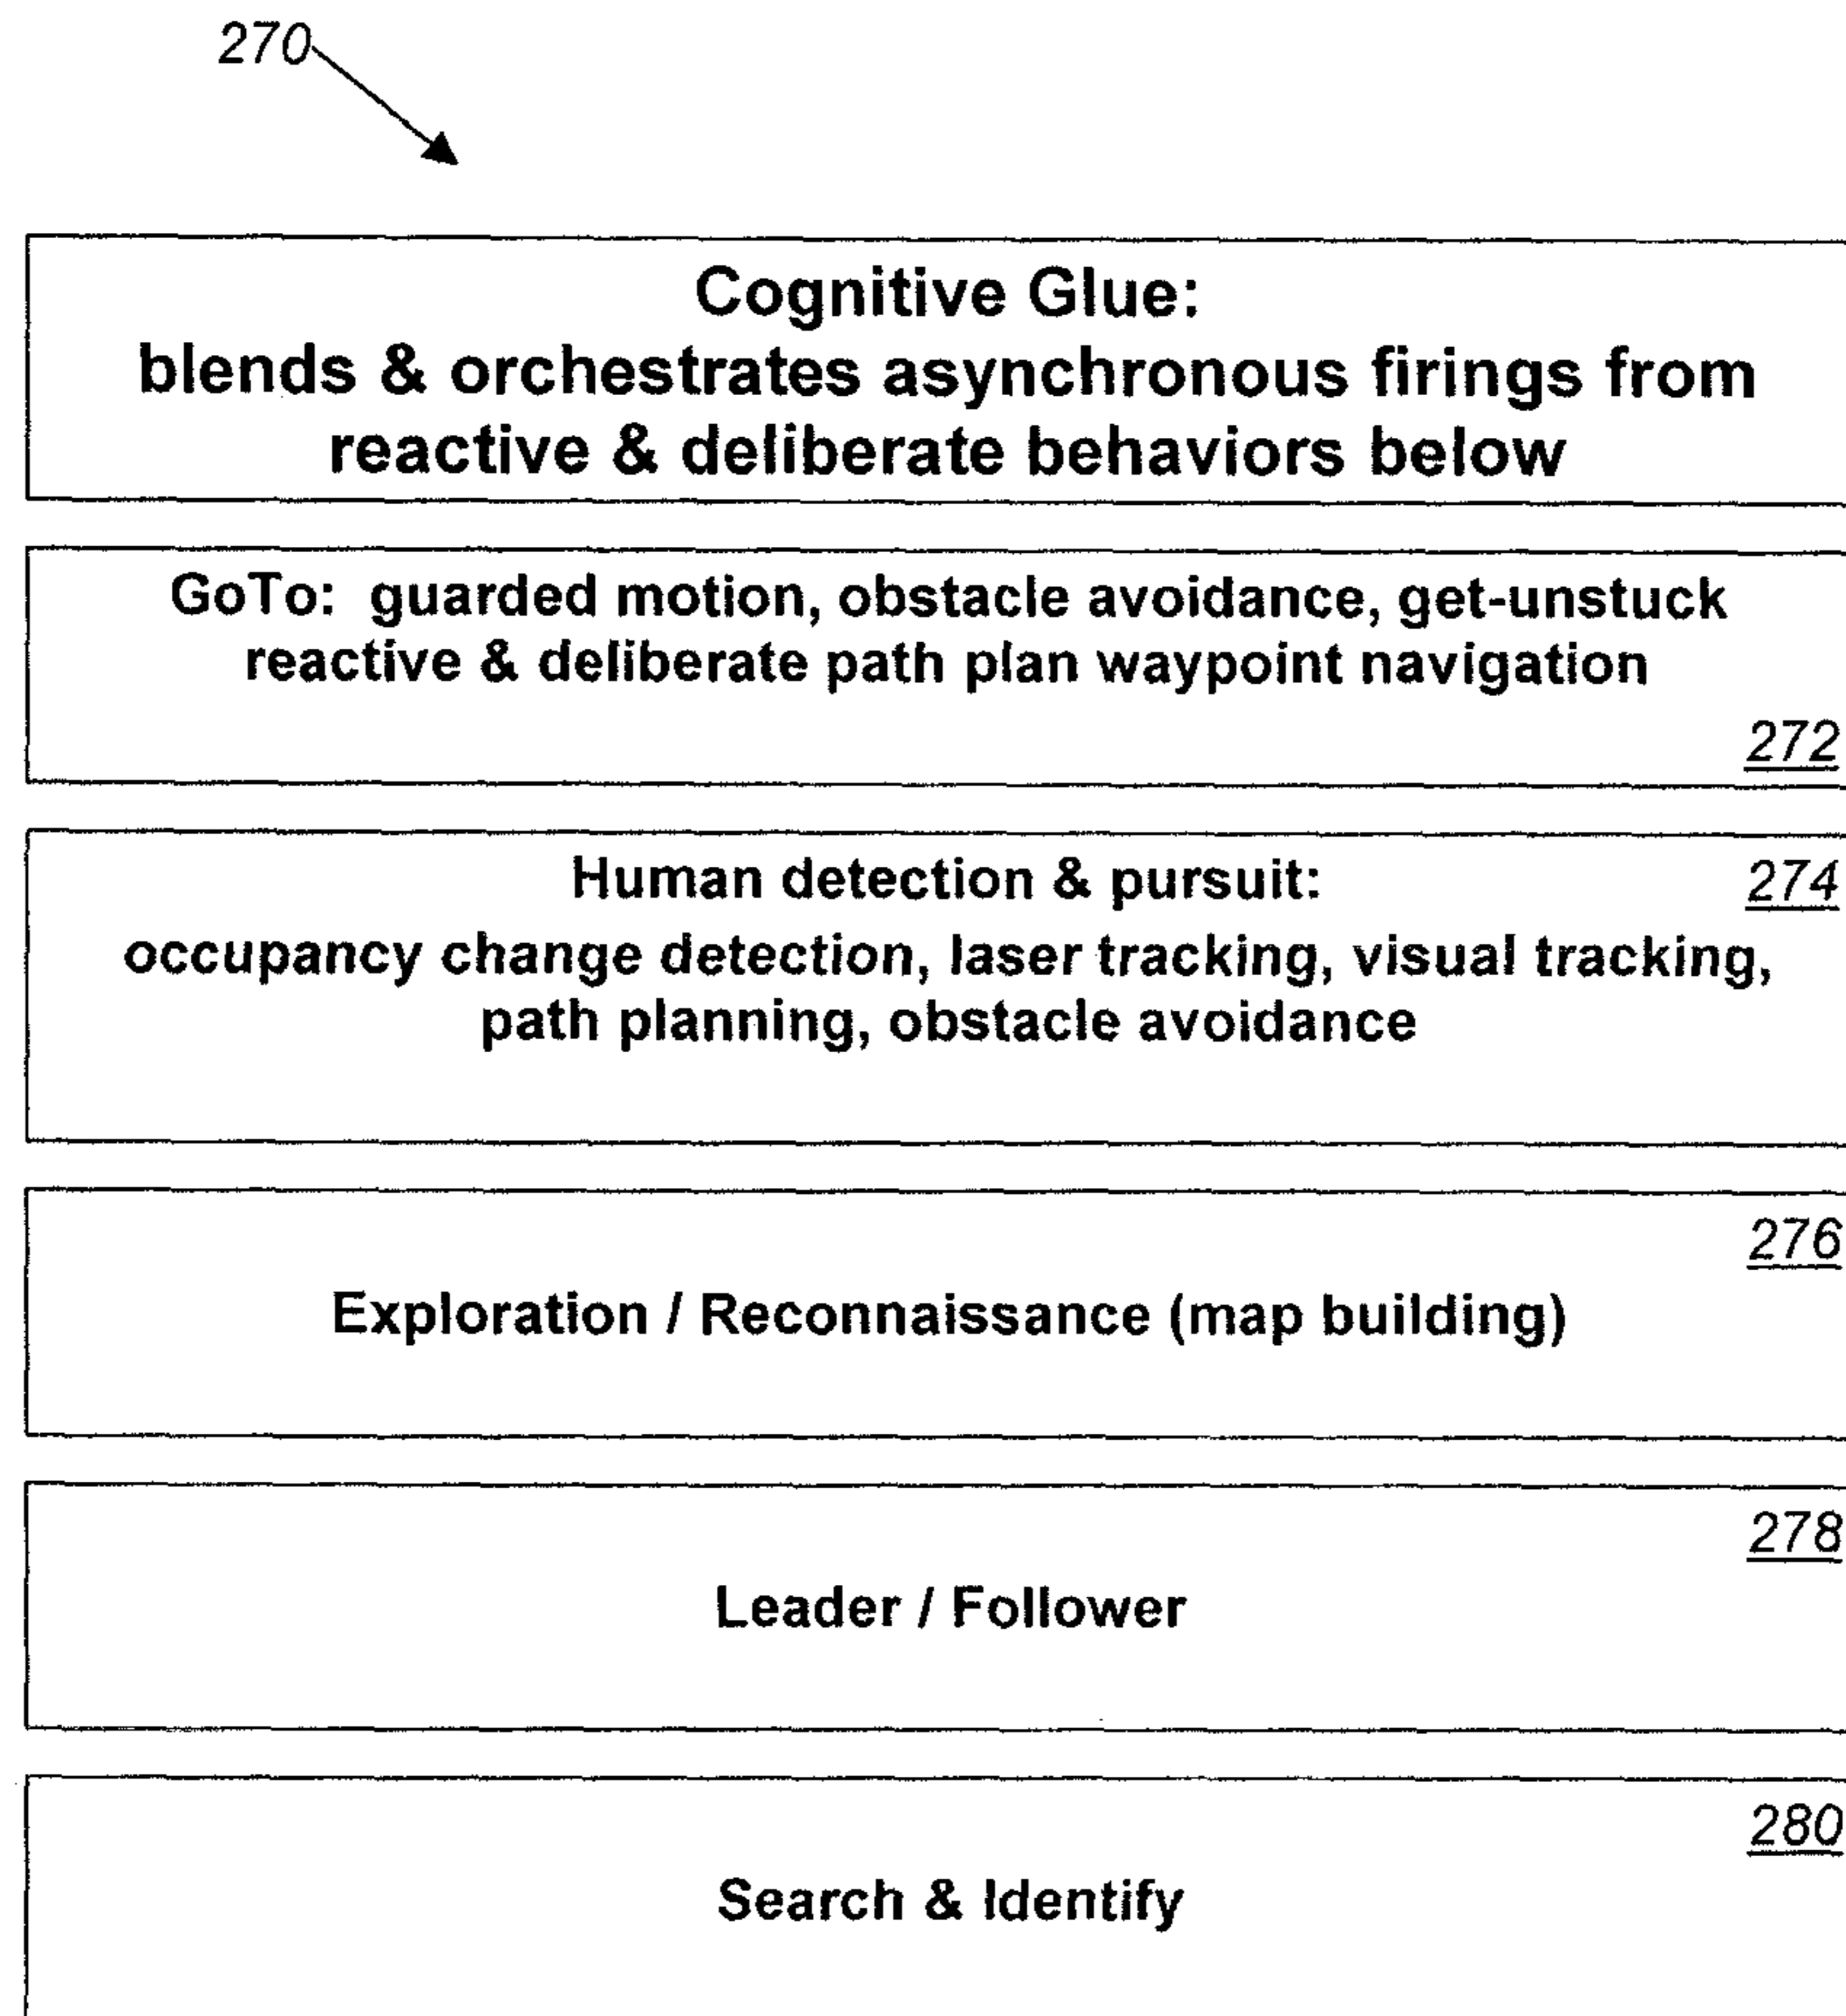 270
Cognitive Glue:
blends & orchestrates asynchronous firings from
reactive & deliberate behaviors below
GoTo: guarded motion, obstacle avoidance, get-unstuck
reactive & deliberate path plan waypoint navigation
272
Human detection & pursuit:
274
occupancy change detection, laser tracking, visual tracking,
path planning, obstacle avoidance
276
Exploration / Reconnaissance (map building)
278
Leader / Follower
280
Search & Identify